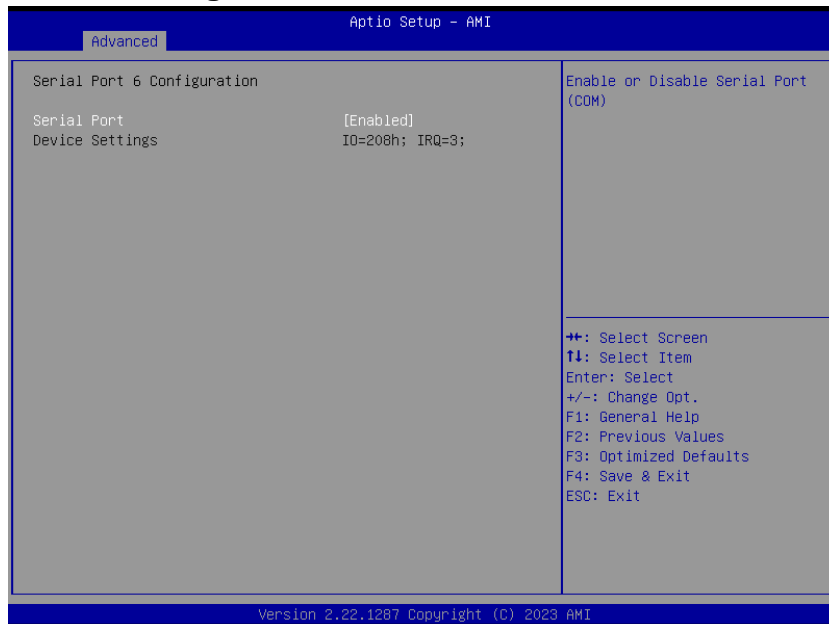 Aptio Setup – AMI
Advanced
Serial Port 6 Configuration
Serial Port [Enabled]
Device Settings IO=208h; IRQ=3;
Enable or Disable Serial Port
(COM)
→←: Select Screen
↑↓: Select Item
Enter: Select
+/-: Change Opt.
F1: General Help
F2: Previous Values
F3: Optimized Defaults
F4: Save & Exit
ESC: Exit
Version 2.22.1287 Copyright (C) 2023 AMI